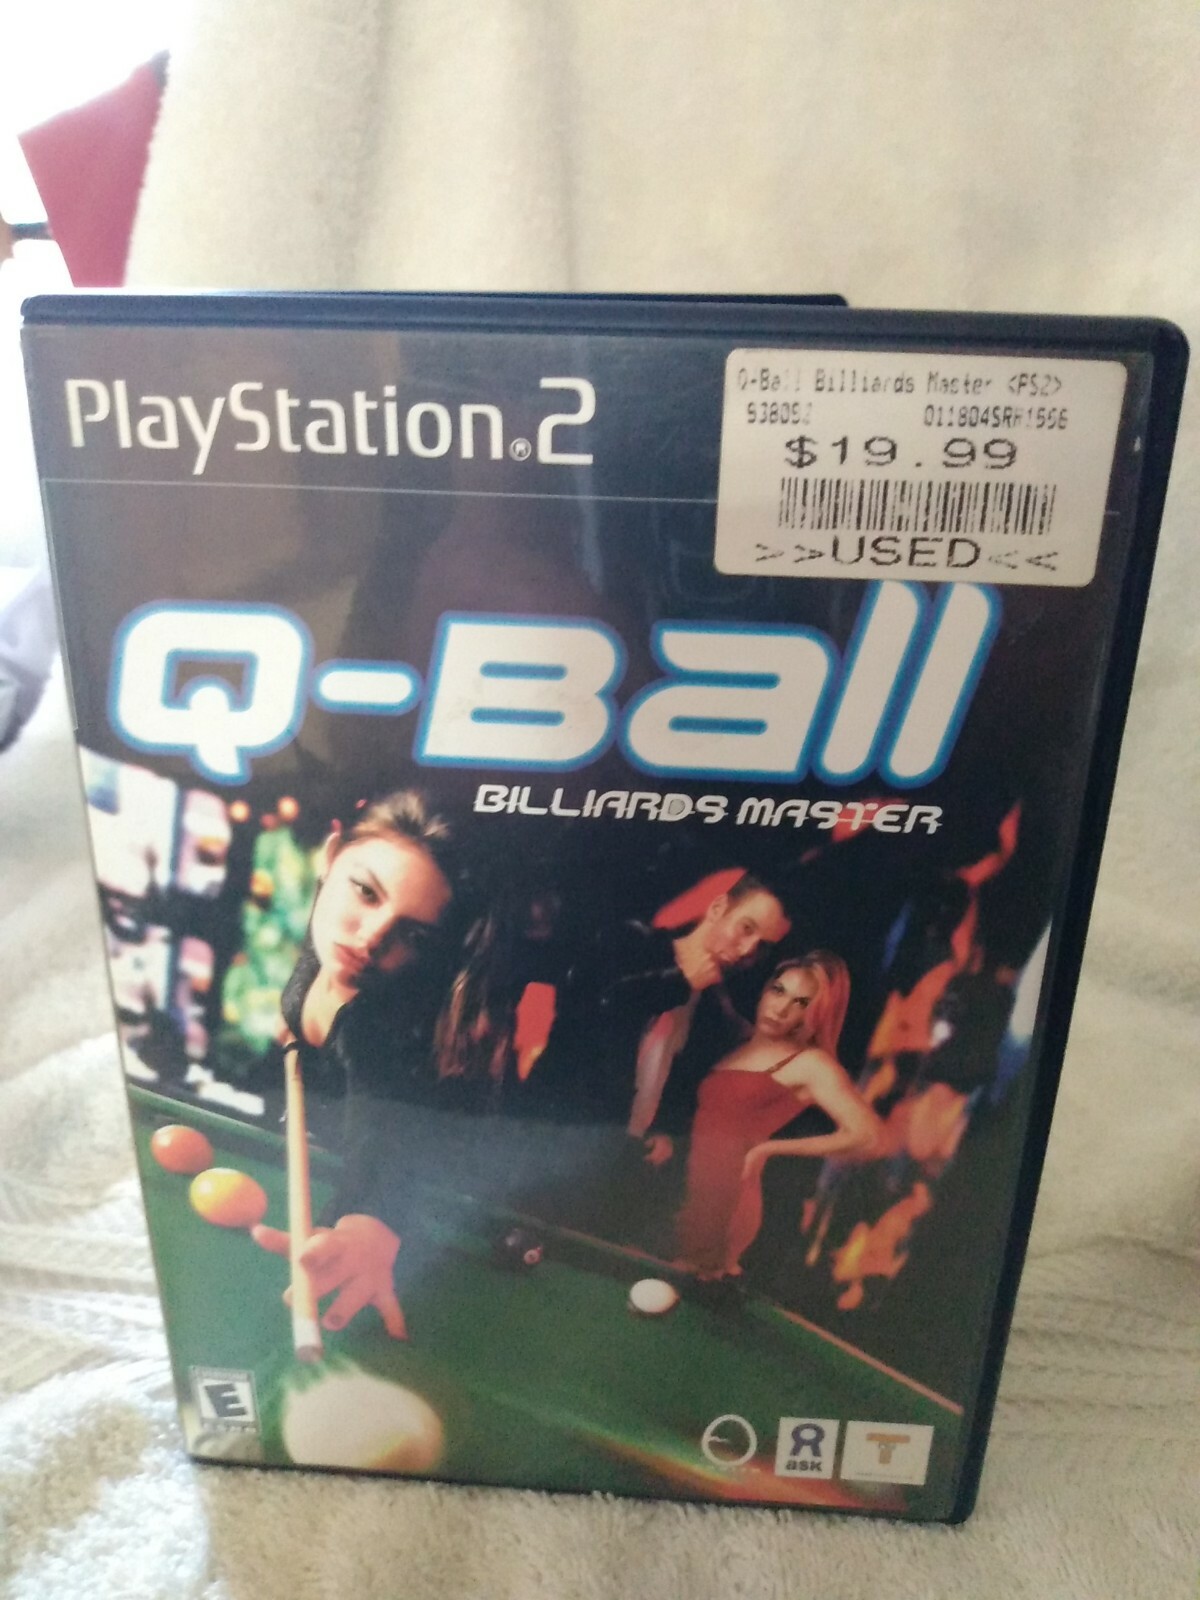 PlayStation®2
Q-Ball Billiards Master <PS2>
$19.99
>>USED<<
Q-Ball
BILLIARDS MASTER
E
ask
T